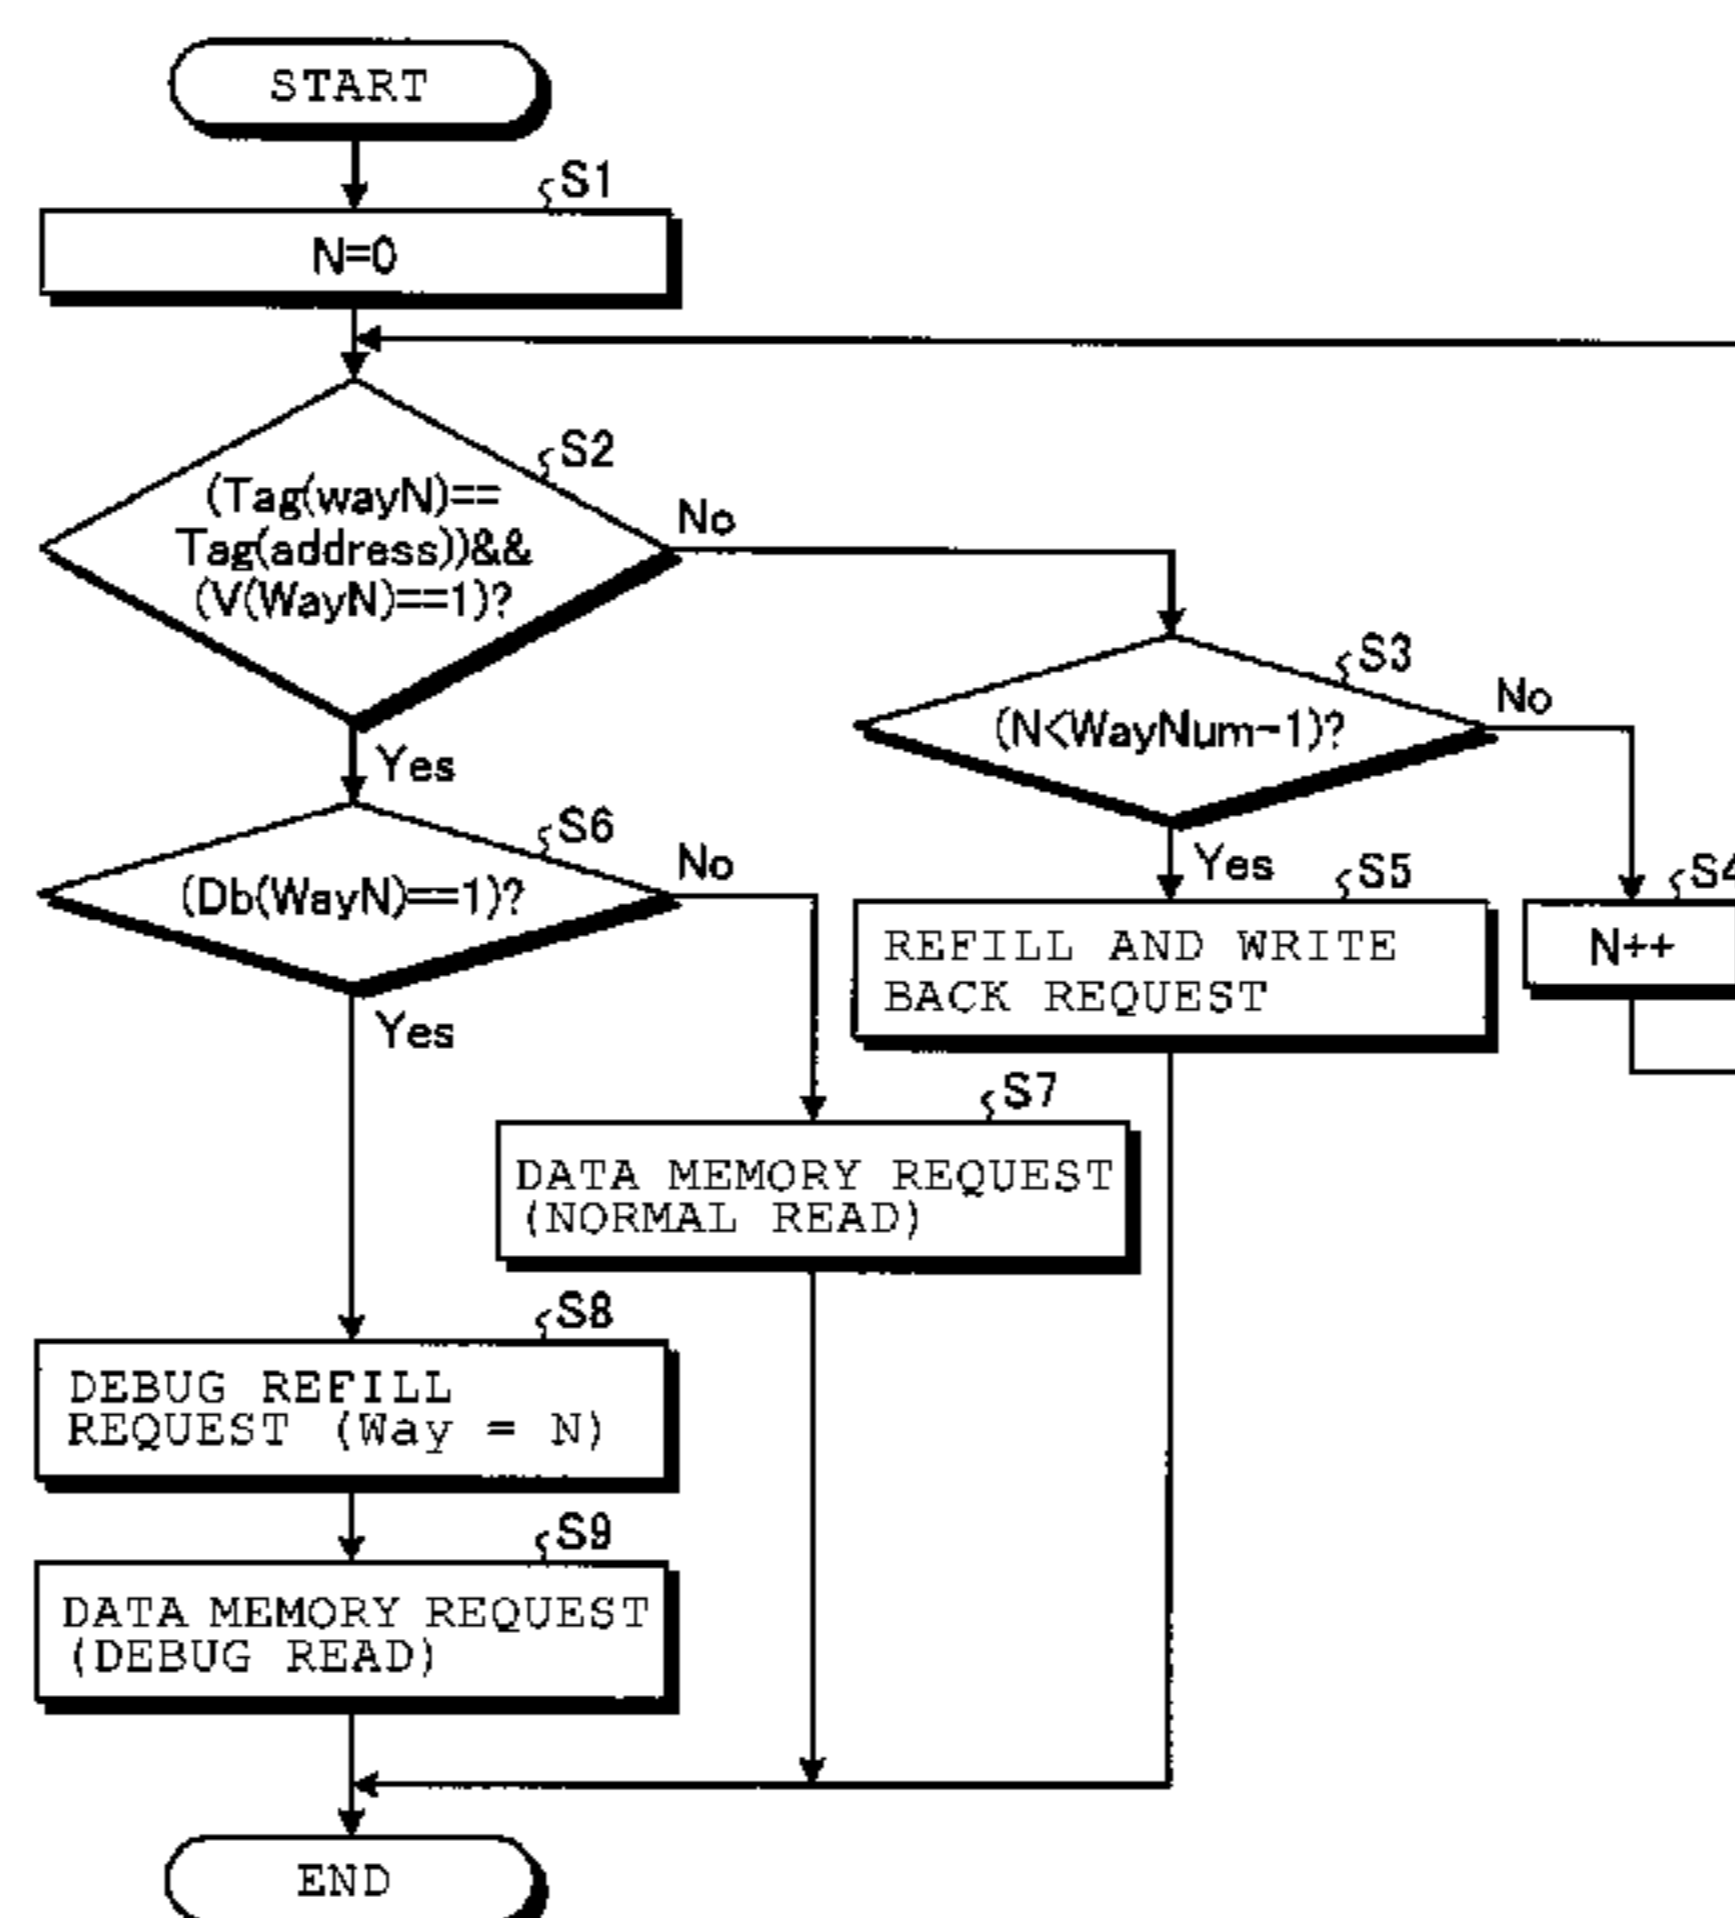 START
S1
N=0
S2
(Tag(wayN)==
Tag(address))&&
(V(WayN)==1)?
No
Yes
S3
(N<WayNum-1)?
No
Yes
S6
(Db(WayN)==1)?
No
Yes
S5
REFILL AND WRITE
BACK REQUEST
S4
N++
S7
DATA MEMORY REQUEST
(NORMAL READ)
S8
DEBUG REFILL
REQUEST (Way = N)
S9
DATA MEMORY REQUEST
(DEBUG READ)
END